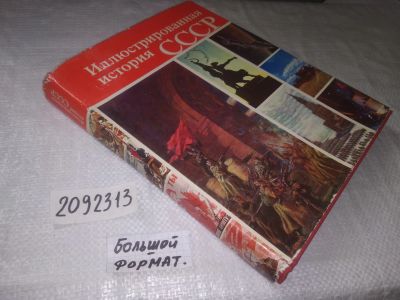 Иллюстрированная
история
СССР
2092313
БОЛЬШОЙ
ФОРМАТ.